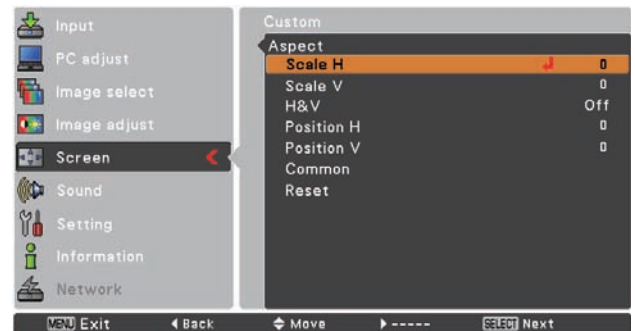 Input
PC adjust
Image select
Image adjust
Screen
Sound
Setting
Information
Network
Custom
Aspect
Scale H 0
Scale V 0
H&V Off
Position H 0
Position V 0
Common
Reset
MENU Exit Back Move ----- SELECT Next